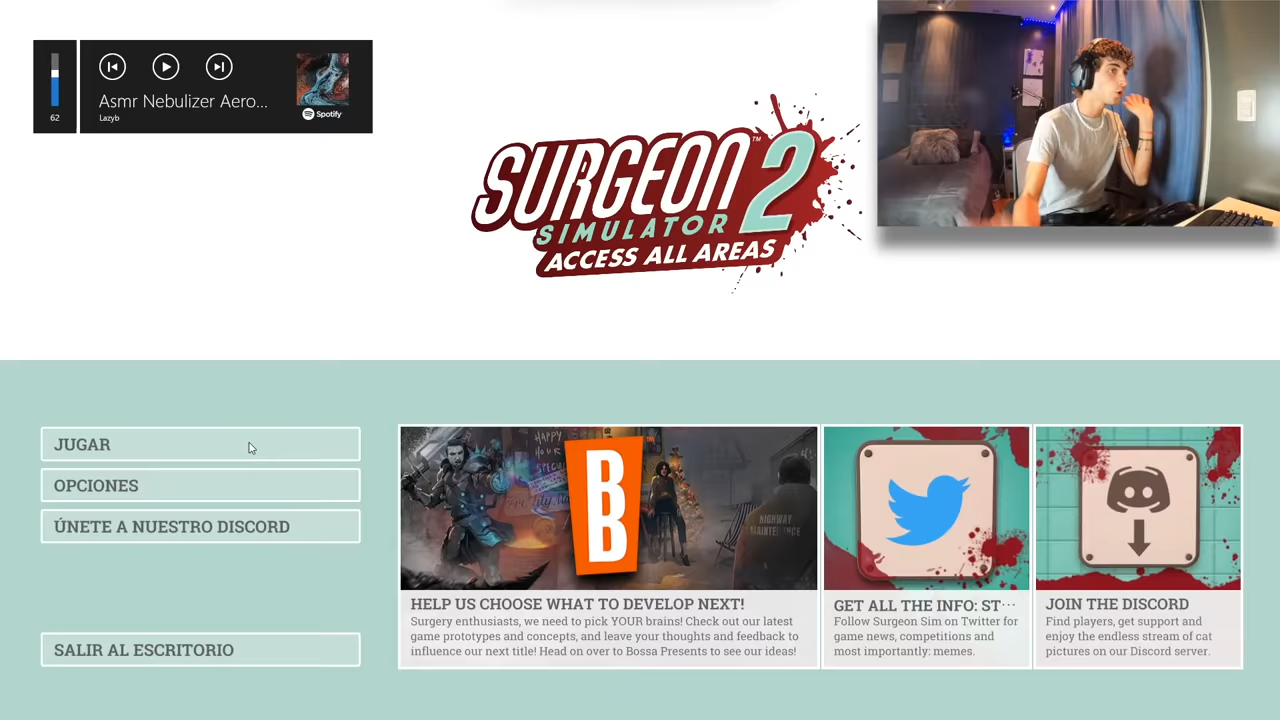 62
Asmr Nebulizer Aero...
Lazyb
Spotify
SURGEON 2
SIMULATOR
ACCESS ALL AREAS
TM
JUGAR
OPCIONES
ÚNETE A NUESTRO DISCORD
SALIR AL ESCRITORIO
HAPPY
HOUR
B
B
HIGHWAY
MAINTENANCE
HELP US CHOOSE WHAT TO DEVELOP NEXT!
Surgery enthusiasts, we need to pick YOUR brains! Check out our latest
game prototypes and concepts, and leave your thoughts and feedback to
influence our next title! Head on over to Bossa Presents to see our ideas!
GET ALL THE INFO: ST···
Follow Surgeon Sim on Twitter for
game news, competitions and
most importantly: memes.
JOIN THE DISCORD
Find players, get support and
enjoy the endless stream of cat
pictures on our Discord server.